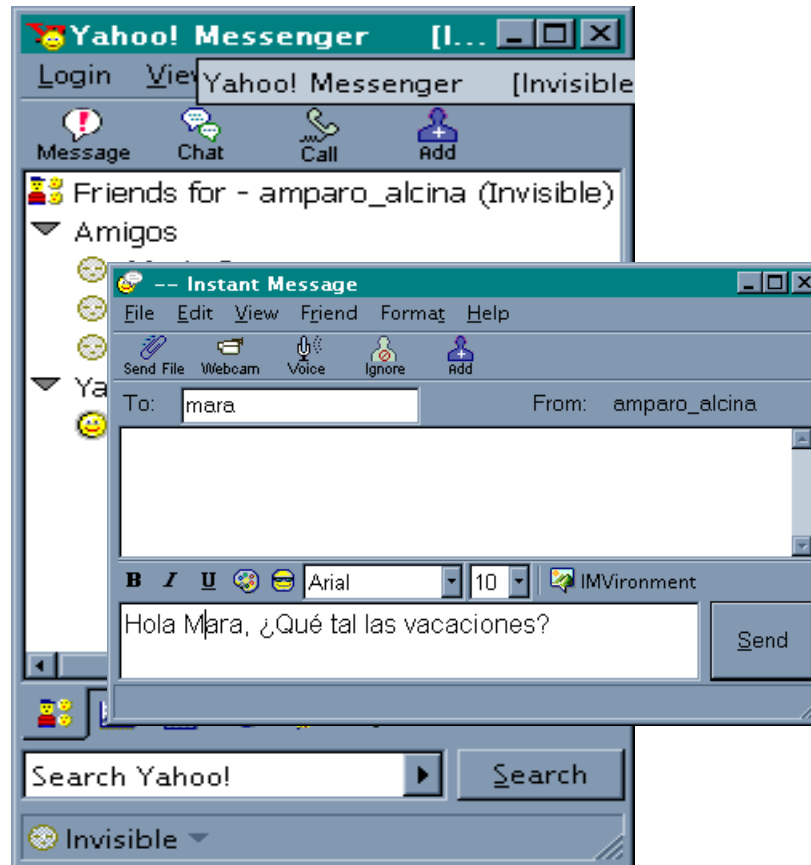 Yahoo! Messenger [I...
Login Vie
Yahoo! Messenger [Invisible
Message Chat Call Add
Friends for - amparo_alcina (Invisible)
Amigos
-- Instant Message
File Edit View Friend Format Help
Send File Webcam Voice Ignore Add
Ya
To: mara From: amparo_alcina
B I U Arial 10 IMVironment
Hola Mara, ¿Qué tal las vacaciones?
Send
Search Yahoo! Search
Invisible